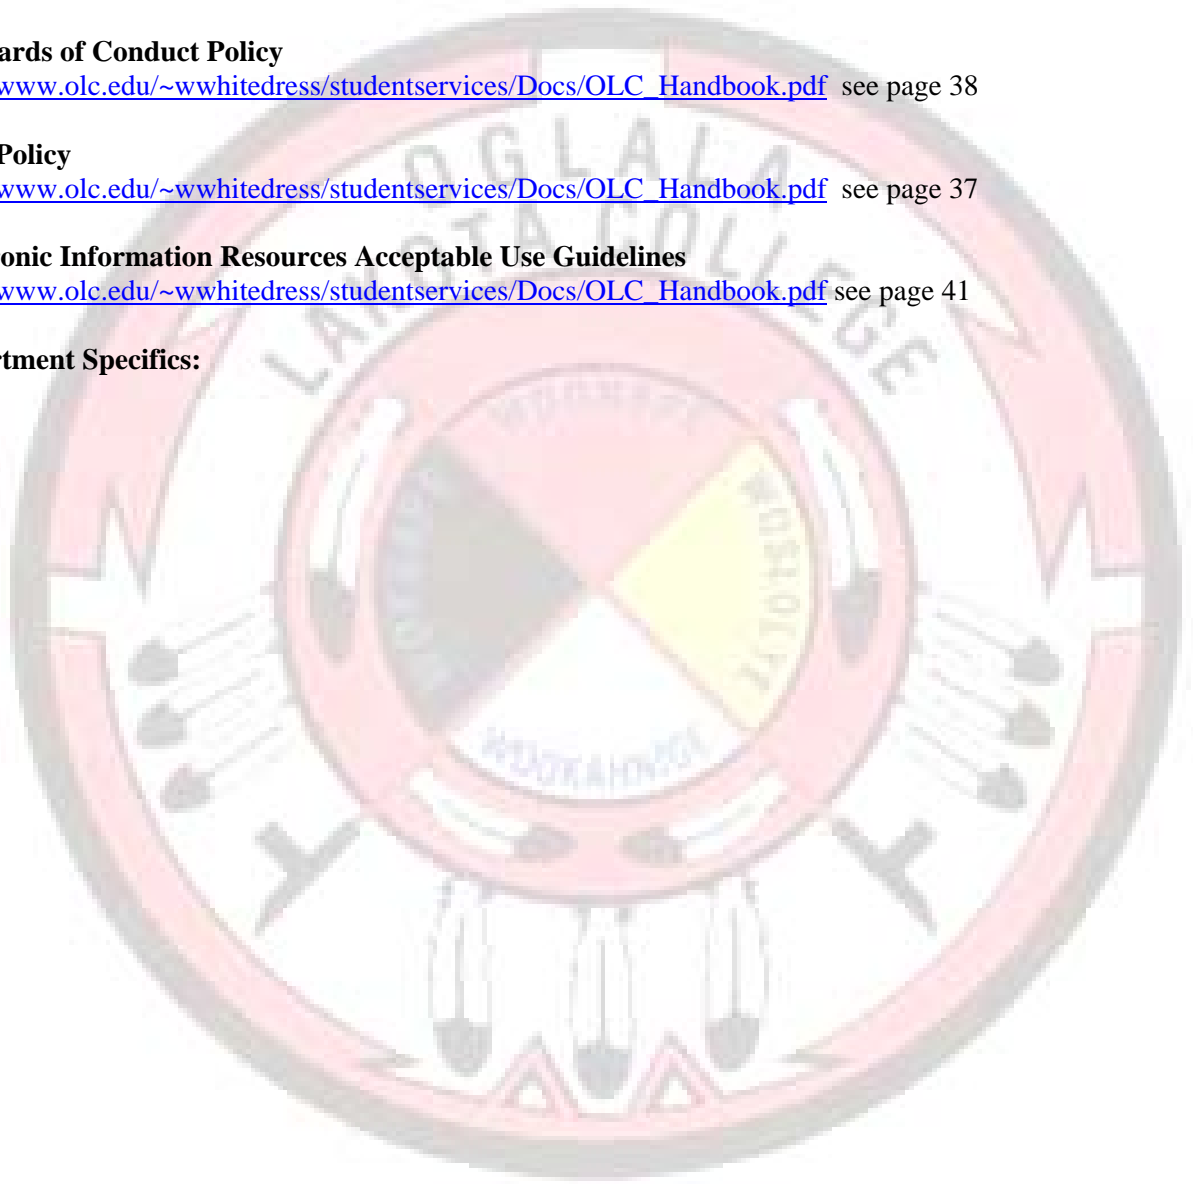 ards of Conduct Policy
www.olc.edu/~wwhitedress/studentservices/Docs/OLC_Handbook.pdf see page 38
Policy
www.olc.edu/~wwhitedress/studentservices/Docs/OLC_Handbook.pdf see page 37
onic Information Resources Acceptable Use Guidelines
www.olc.edu/~wwhitedress/studentservices/Docs/OLC_Handbook.pdf see page 41
rtment Specifics:
OGLALA
LAKOTA COLLEGE
WOSLOLYE